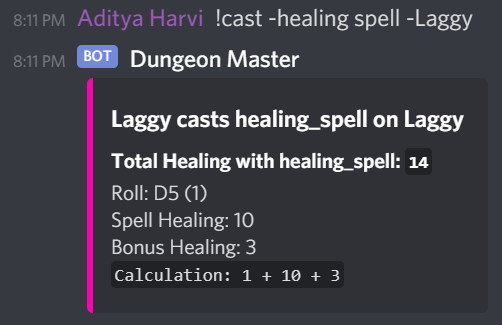 8:11 PM Aditya Harvi !cast -healing spell -Laggy
8:11 PM BOT Dungeon Master
Laggy casts healing_spell on Laggy
Total Healing with healing_spell: 14
Roll: D5 (1)
Spell Healing: 10
Bonus Healing: 3
Calculation: 1 + 10 + 3